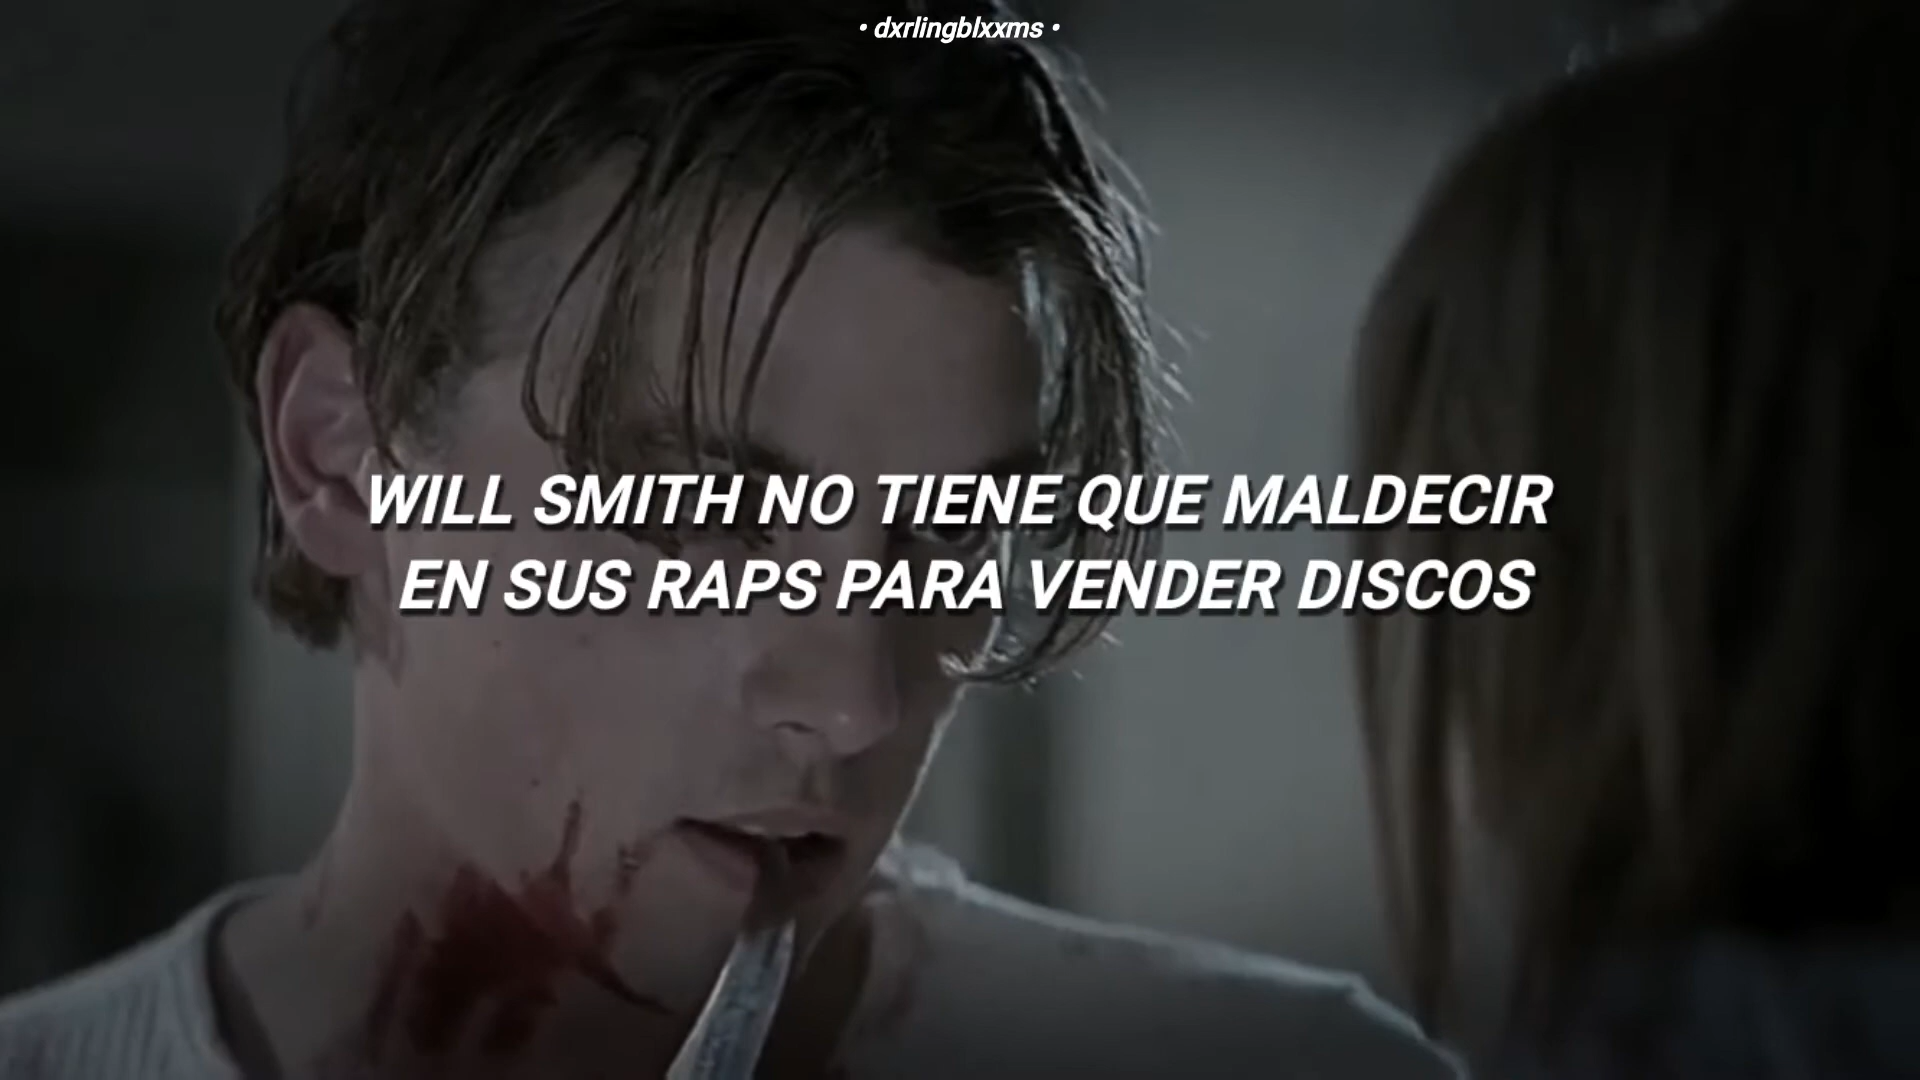 • dxrlingblxxms •
WILL SMITH NO TIENE QUE MALDECIR
EN SUS RAPS PARA VENDER DISCOS